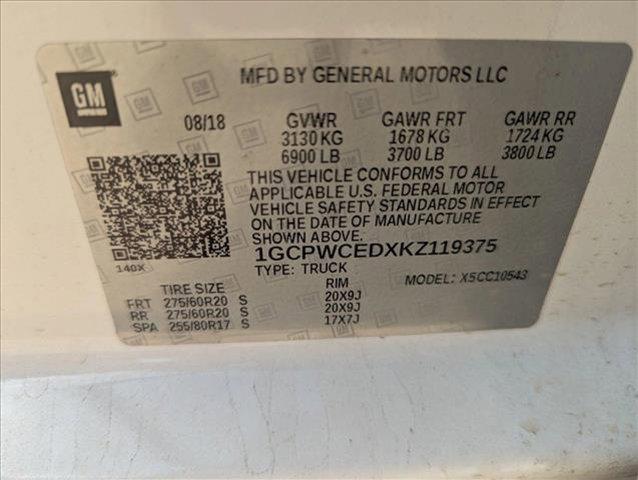 GM
MFD BY GENERAL MOTORS LLC
08/18 GVWR GAWR FRT GAWR RR
3130 KG 1678 KG 1724 KG
6900 LB 3700 LB 3800 LB
THIS VEHICLE CONFORMS TO ALL
APPLICABLE U.S. FEDERAL MOTOR
VEHICLE SAFETY STANDARDS IN EFFECT
ON THE DATE OF MANUFACTURE
SHOWN ABOVE.
1GCPWCEDXKZ119375
140X TYPE: TRUCK MODEL: X5CC10543
TIRE SIZE RIM
FRT 275/60R20 S 20X9J
RR 275/60R20 S 20X9J
SPA 255/80R17 S 17X7J